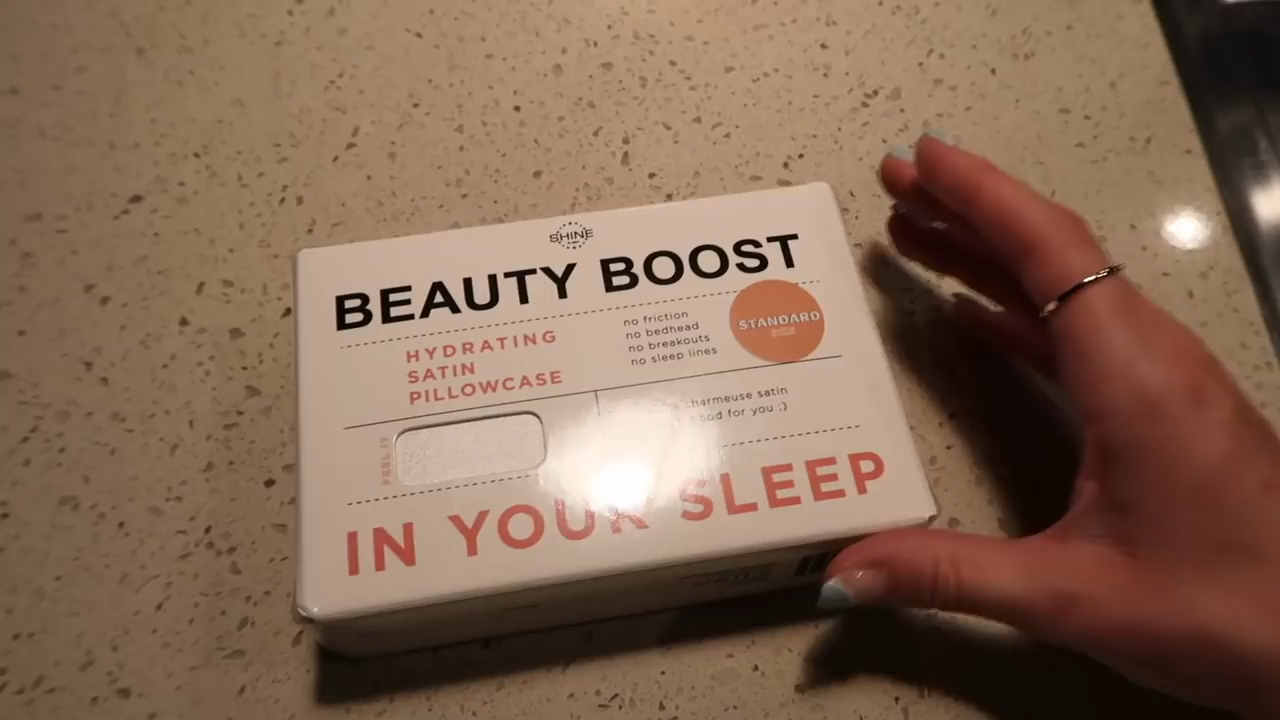 SHINE
BEAUTY BOOST
HYDRATING
SATIN
PILLOWCASE
no friction
no bedhead
no breakouts
no sleep lines
STANDARD
FEEL IT
charmeuse satin
good for you :)
IN YOUR SLEEP